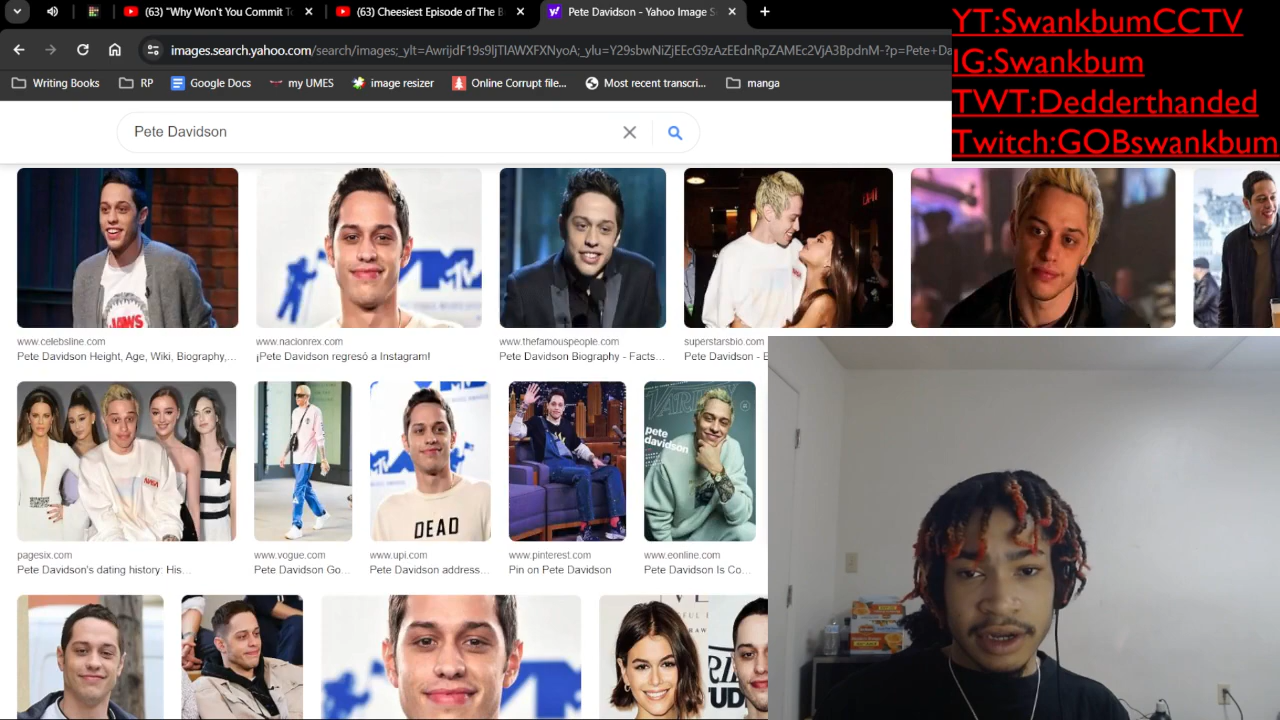 (63) "Why Won't You Commit To
(63) Cheesiest Episode of The B
Pete Davidson - Yahoo Image S
images.search.yahoo.com/search/images;_ylt=AwrijdF19s9ljTIAWXFXNyoA;_ylu=Y29sbwNiZjEEcG9zAzEEdnRpZAMEc2VjA3BpdnM-?p=Pete+Da
Writing Books
RP
Google Docs
my UMES
image resizer
Online Corrupt file...
Most recent transcri...
manga
YT:SwankbumCCTV
IG:Swankbum
TWT:Dedderthanded
Twitch:GOBswankbum
Pete Davidson
JAWS
MTV
www.celebsline.com
Pete Davidson Height, Age, Wiki, Biography,...
www.nacionrex.com
¡Pete Davidson regresó a Instagram!
www.thefamouspeople.com
Pete Davidson Biography - Facts...
superstarsbio.com
Pete Davidson - E
DEAD
VARIETY
pete
davidson
pagesix.com
Pete Davidson's dating history: His...
www.vogue.com
Pete Davidson Go...
www.upi.com
Pete Davidson address...
www.pinterest.com
Pin on Pete Davidson
www.eonline.com
Pete Davidson Is Co...